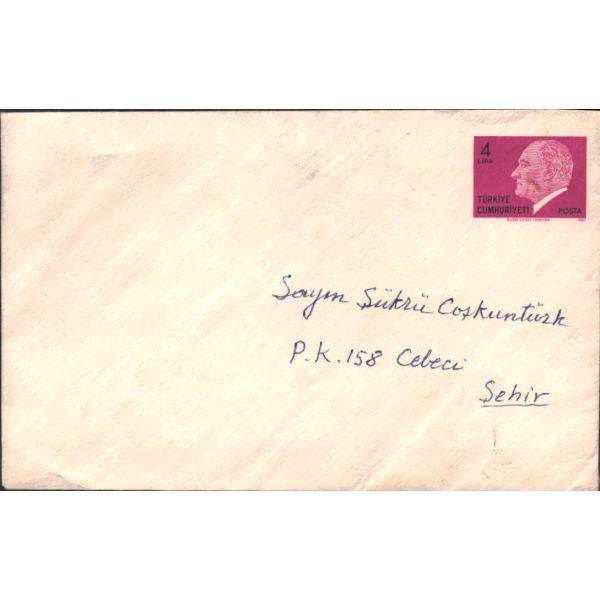 4
LİRA
TÜRKİYE
CUMHURİYETİ
POSTA
Sayın Şükrü Coşkuntürk
P.K. 158 Cebeci
Şehir